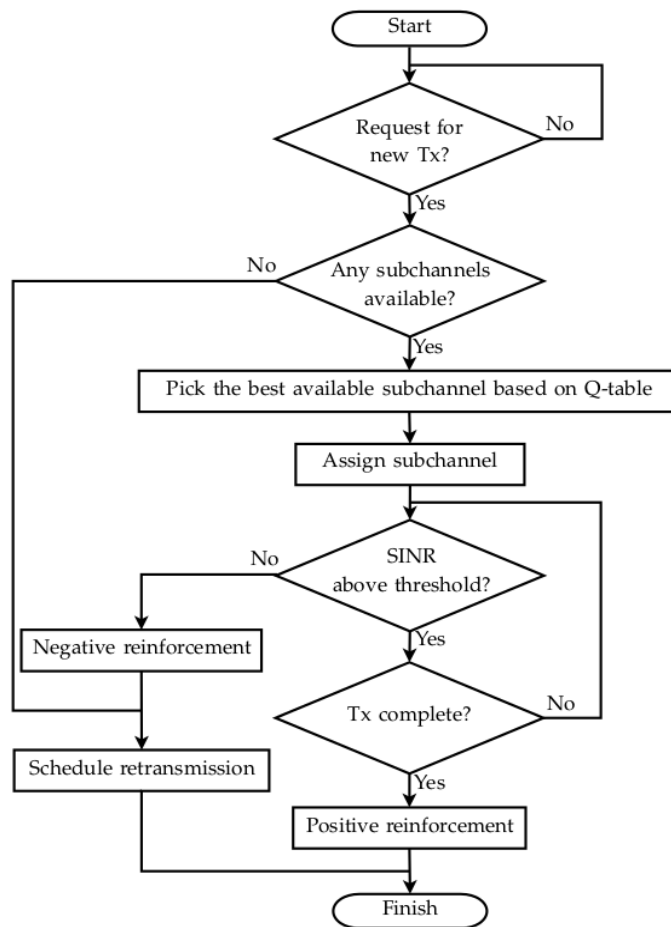 Start
Request for
new Tx?
No
Yes
No
Any subchannels
available?
Yes
Pick the best available subchannel based on Q-table
Assign subchannel
No
SINR
above threshold?
Negative reinforcement
Yes
Tx complete?
No
Schedule retransmission
Yes
Positive reinforcement
Finish